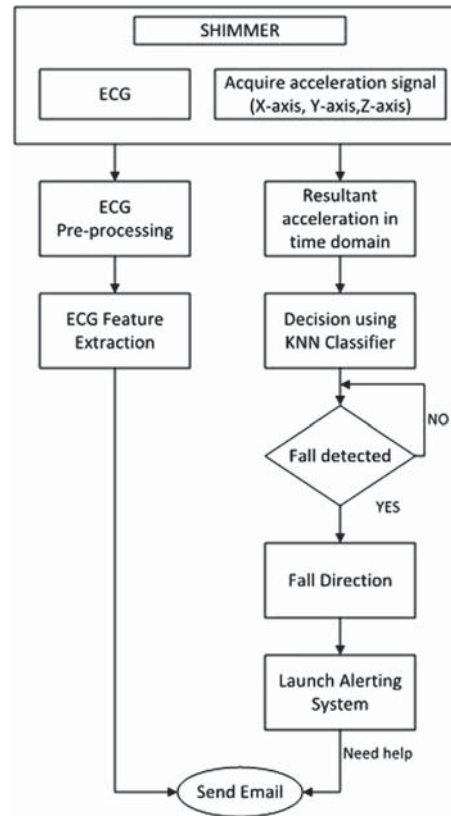 SHIMMER
ECG
Acquire acceleration signal
(X-axis, Y-axis,Z-axis)
ECG
Pre-processing
Resultant
acceleration in
time domain
ECG Feature
Extraction
Decision using
KNN Classifier
NO
Fall detected
YES
Fall Direction
Launch Alerting
System
Need help
Send Email